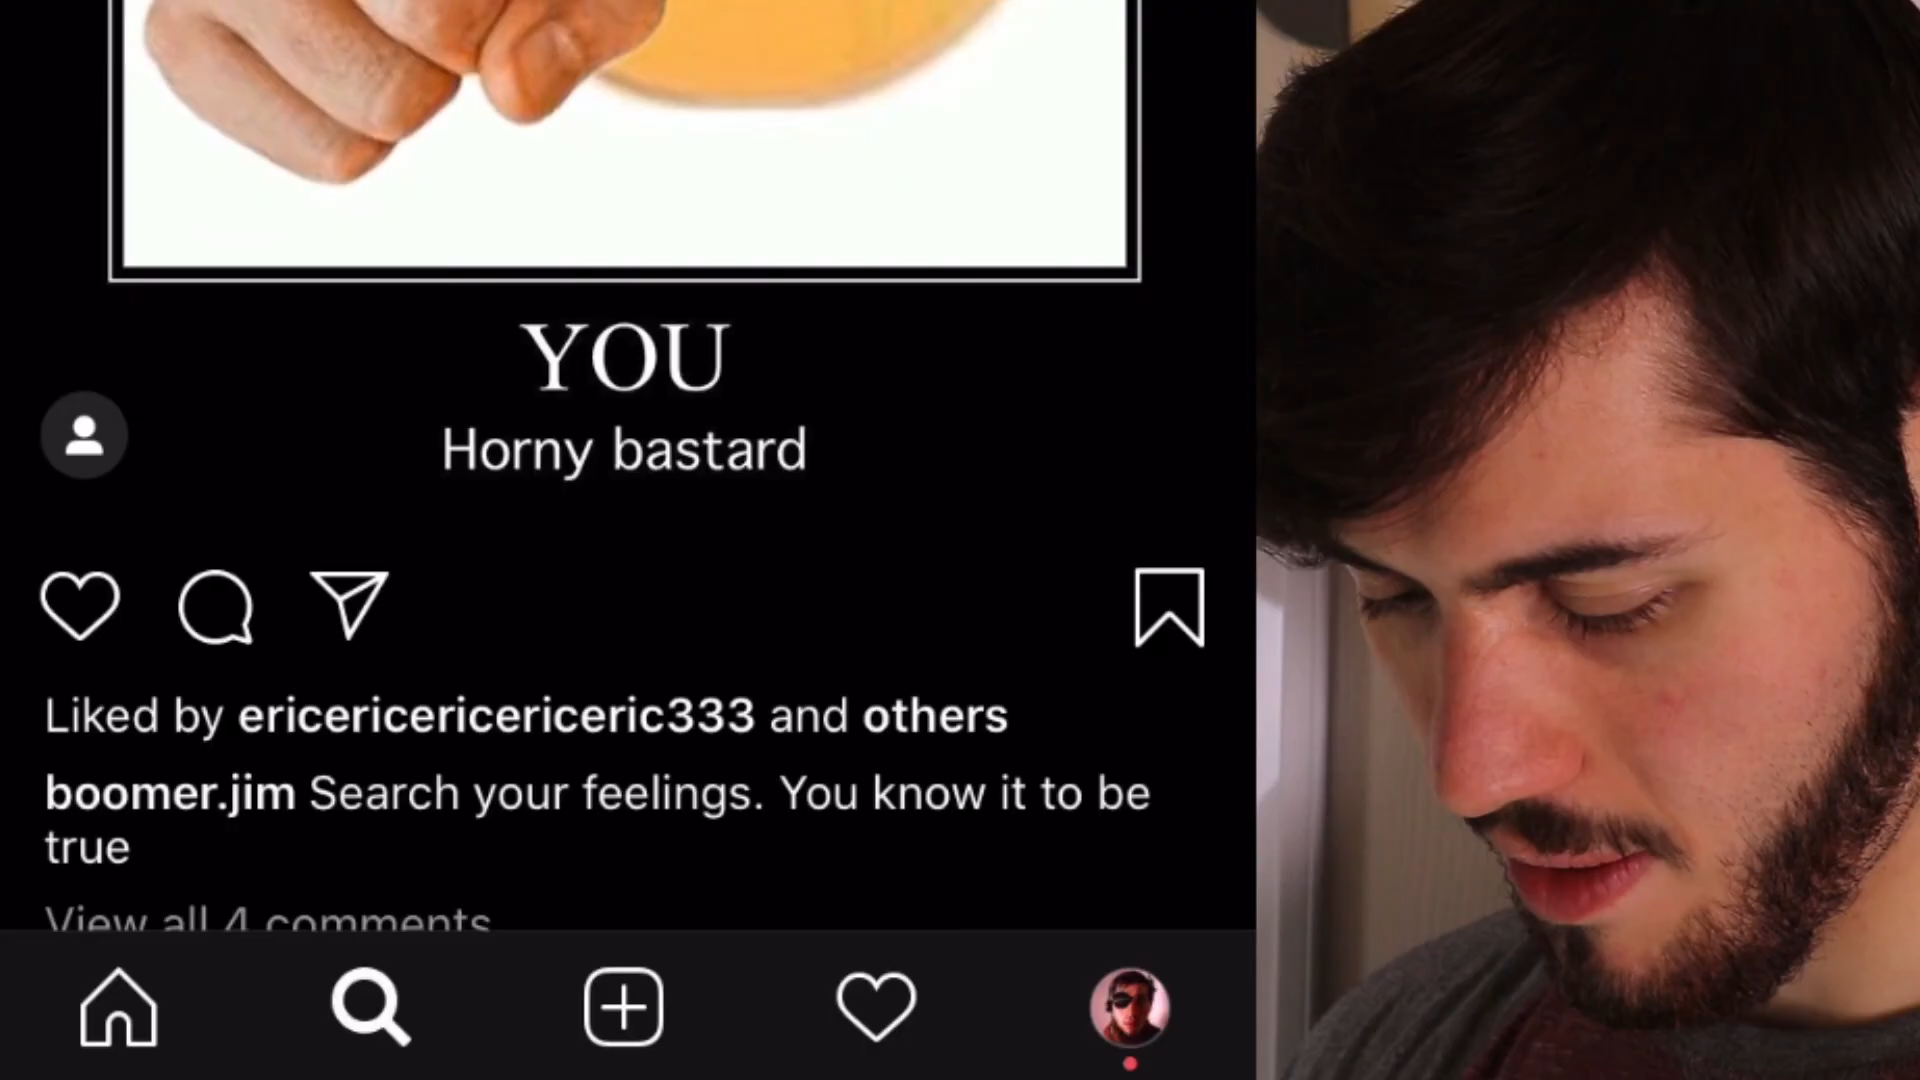 YOU
Horny bastard
Liked by ericericericericeric333 and others
boomer.jim Search your feelings. You know it to be
true
View all 4 comments